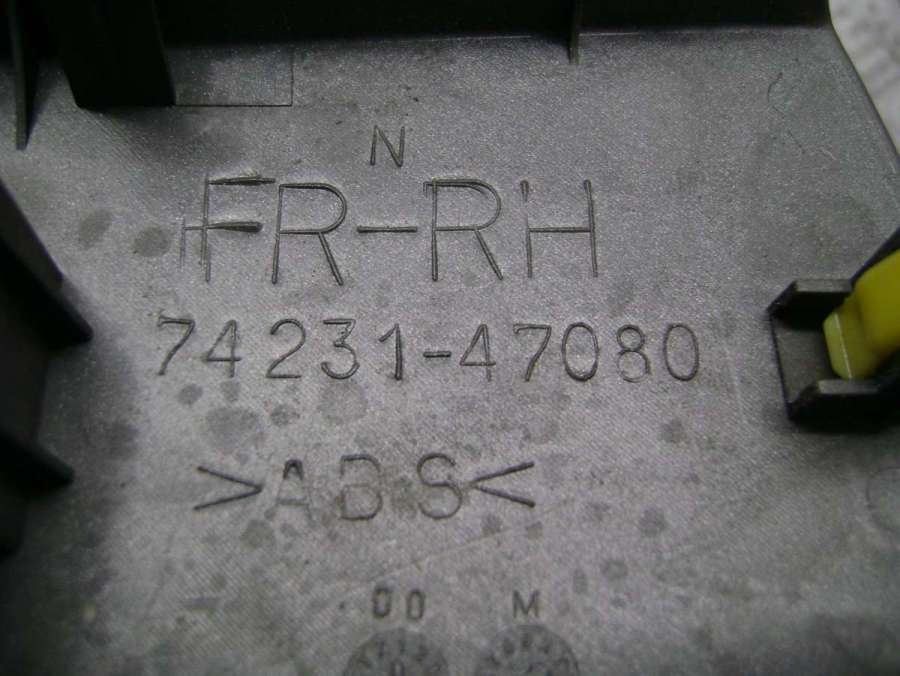 N
FR-RH
74231-47080
>ABS<
00 M